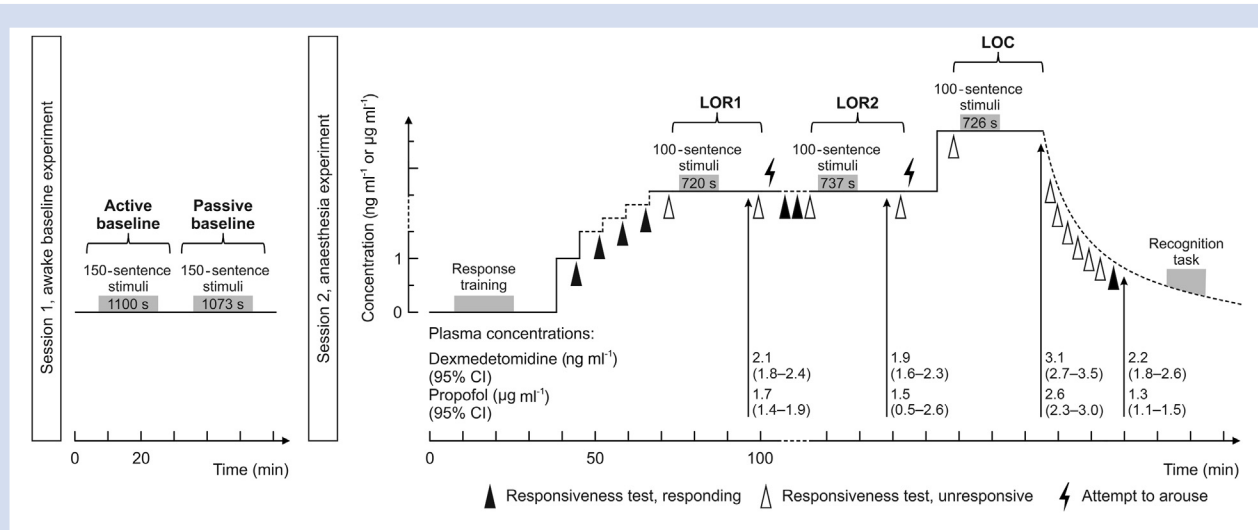 Session 1, awake baseline experiment
Active
baseline
150-sentence
stimuli
1100 s
Passive
baseline
150-sentence
stimuli
1073 s
0
20
Time (min)
Session 2, anaesthesia experiment
Concentration (ng ml-1 or µg ml-1)
1
0
Response
training
LOR1
100-sentence
stimuli
720 s
LOR2
100-sentence
stimuli
737 s
LOC
100-sentence
stimuli
726 s
Recognition
task
Plasma concentrations:
Dexmedetomidine (ng ml-1)
(95% CI)
Propofol (µg ml-1)
(95% CI)
2.1
(1.8–2.4)
1.7
(1.4–1.9)
1.9
(1.6–2.3)
1.5
(0.5–2.6)
3.1
(2.7–3.5)
2.6
(2.3–3.0)
2.2
(1.8–2.6)
1.3
(1.1–1.5)
0
50
100
Time (min)
Responsiveness test, responding
Responsiveness test, unresponsive
Attempt to arouse